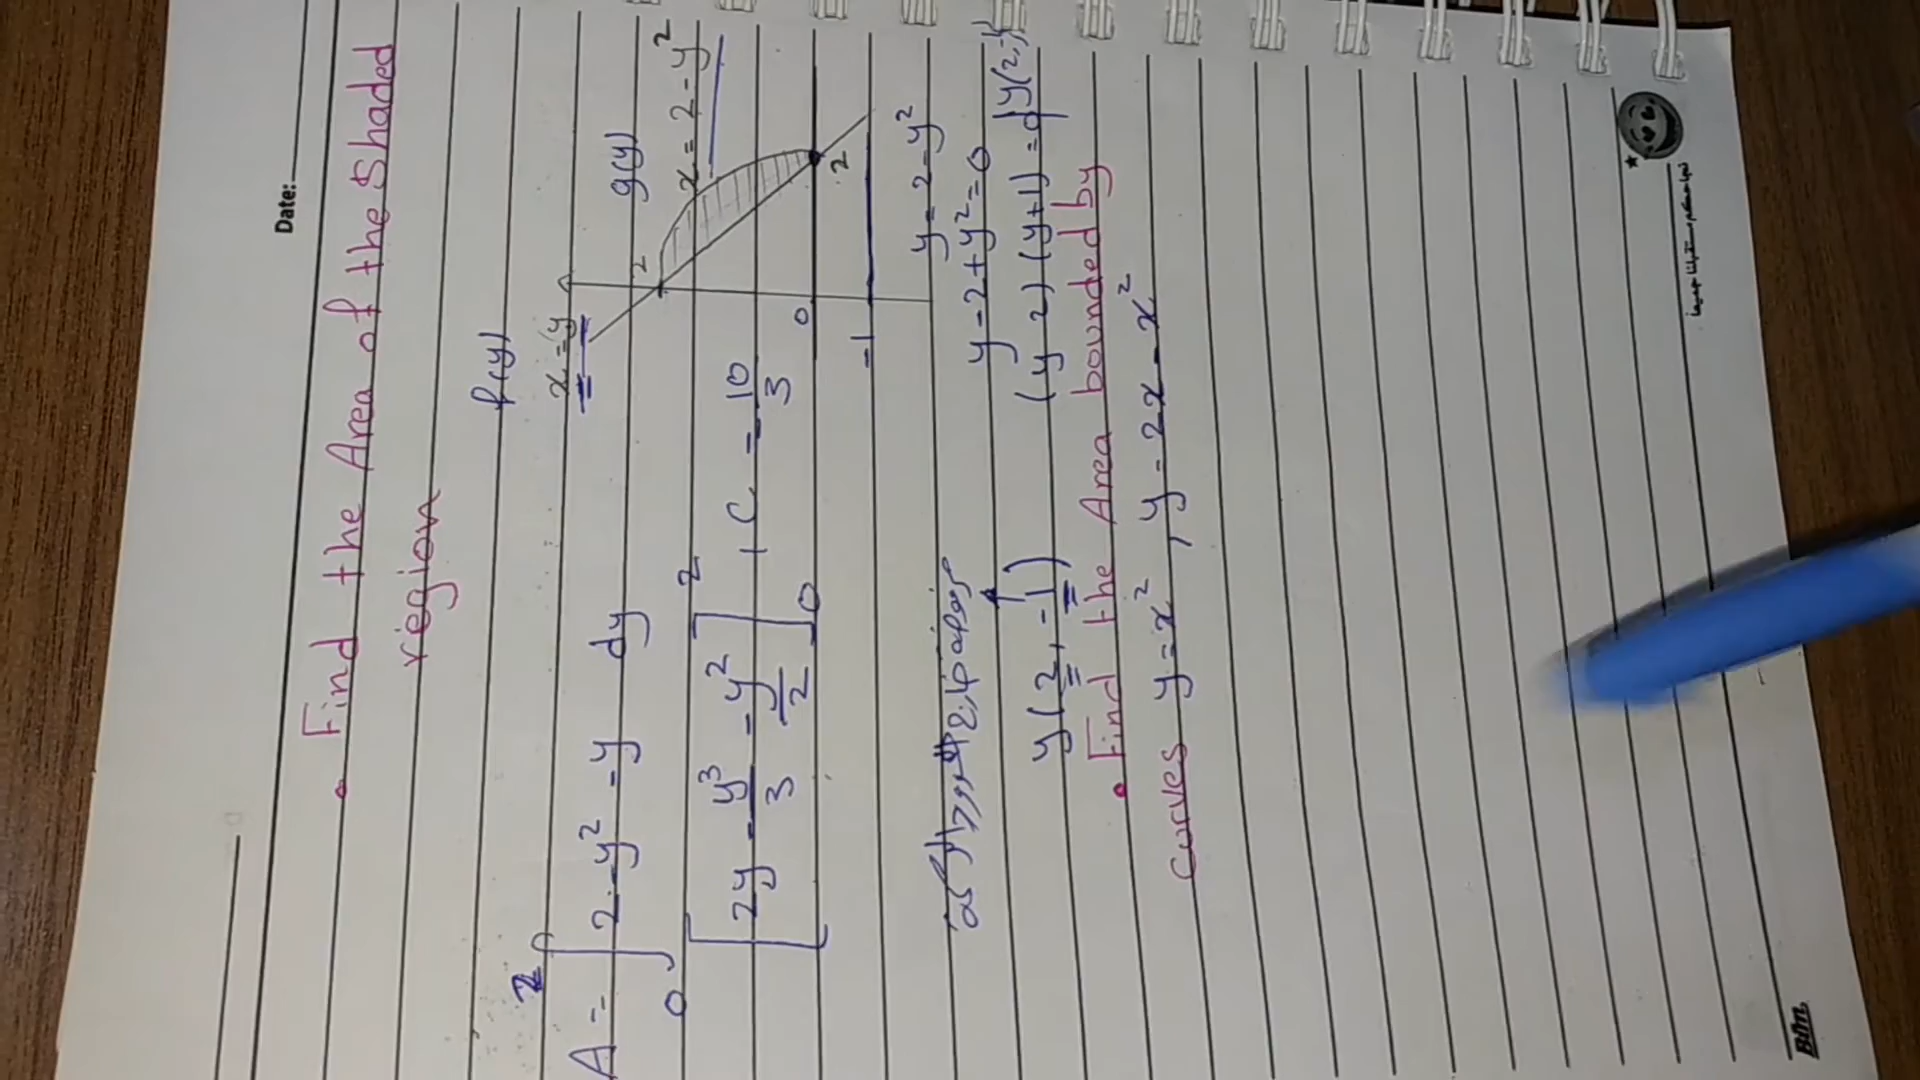 Date:
• Find the Area of the Shaded
region
f(y)
x = y
g(y)
x = 2 - y²
2
2
0
-1
A = ∫₀² 2 - y² - y dy
[2y - y³/3 - y²/2]₀² , C = 10/3
y = 2 - y²
y - 2 + y² = 0
(y 2) (y + 1) = 0
y(2, -1)
• Find the Area bounded by
curves y = x² , y = 2x - x²